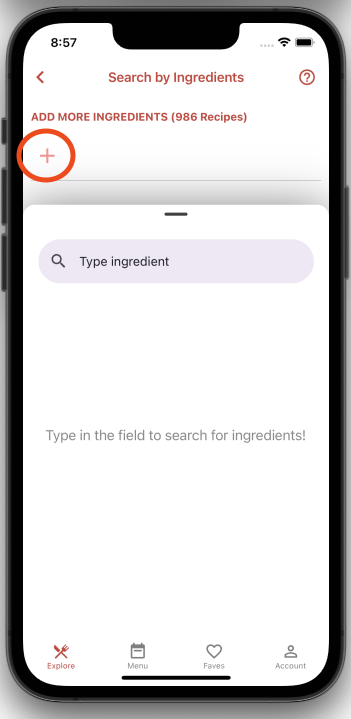 8:57
Search by Ingredients
ADD MORE INGREDIENTS (986 Recipes)
Type ingredient
Type in the field to search for ingredients!
Explore
Menu
Faves
Account